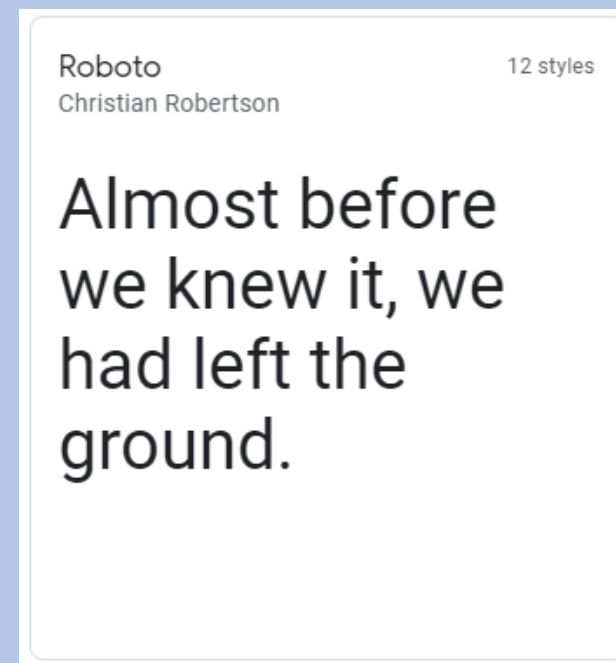 Roboto
12 styles
Christian Robertson
Almost before
we knew it, we
had left the
ground.